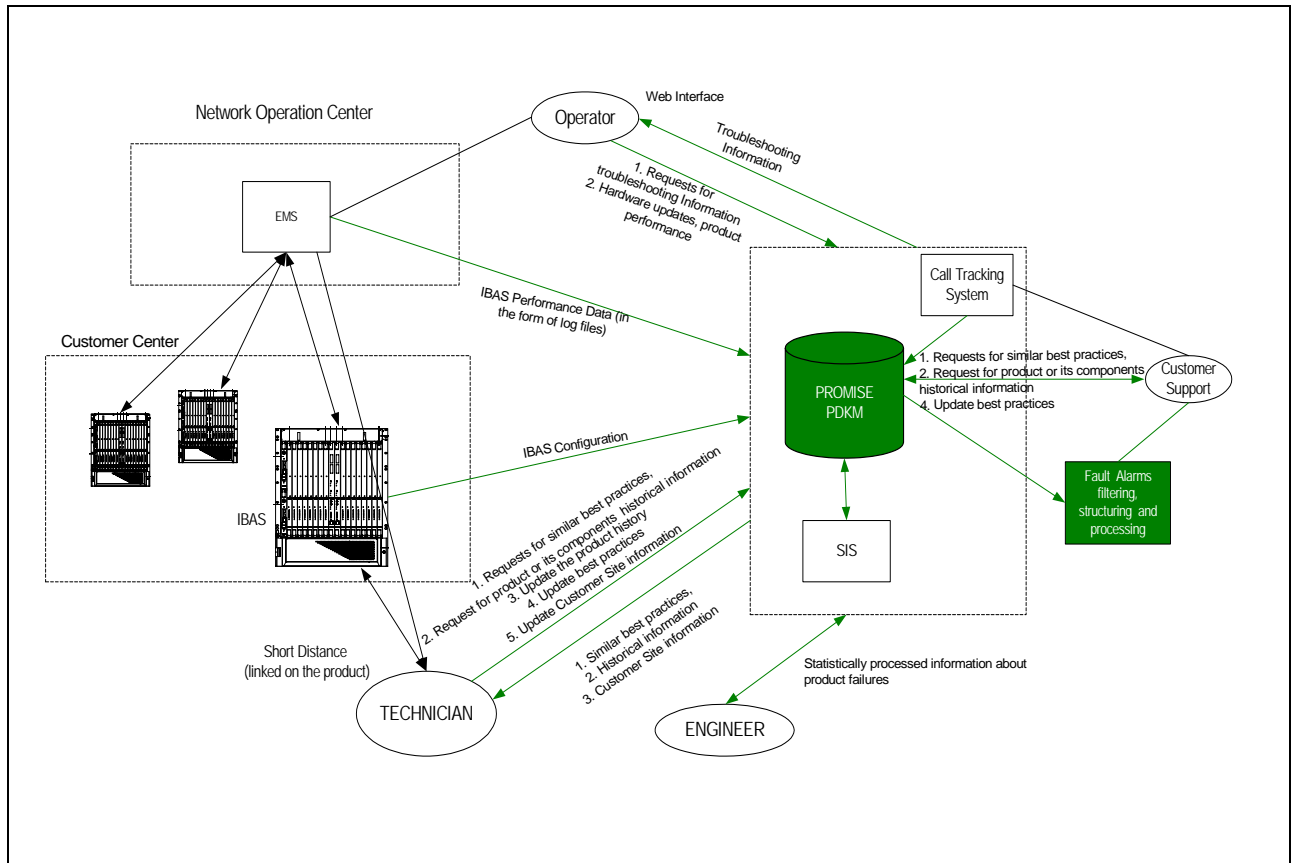 Network Operation Center
Operator
Web Interface
Troubleshooting
Information
1. Requests for
troubleshooting Information
2. Hardware updates, product
performance
EMS
Call Tracking
System
IBAS Performance Data (in
the form of log files)
Customer Center
PROMISE
PDKM
1. Requests for similar best practices,
2. Request for product or its components
historical information
4. Update best practices
Customer
Support
IBAS Configuration
IBAS
Fault Alarms
filtering,
structuring and
processing
SIS
1. Requests for similar best practices,
2. Request for product or its components historical information
3. Update the product history
4. Update best practices
5. Update Customer Site information
1. Similar best practices,
2. Historical information
3. Customer Site information
Short Distance
(linked on the product)
TECHNICIAN
Statistically processed information about
product failures
ENGINEER